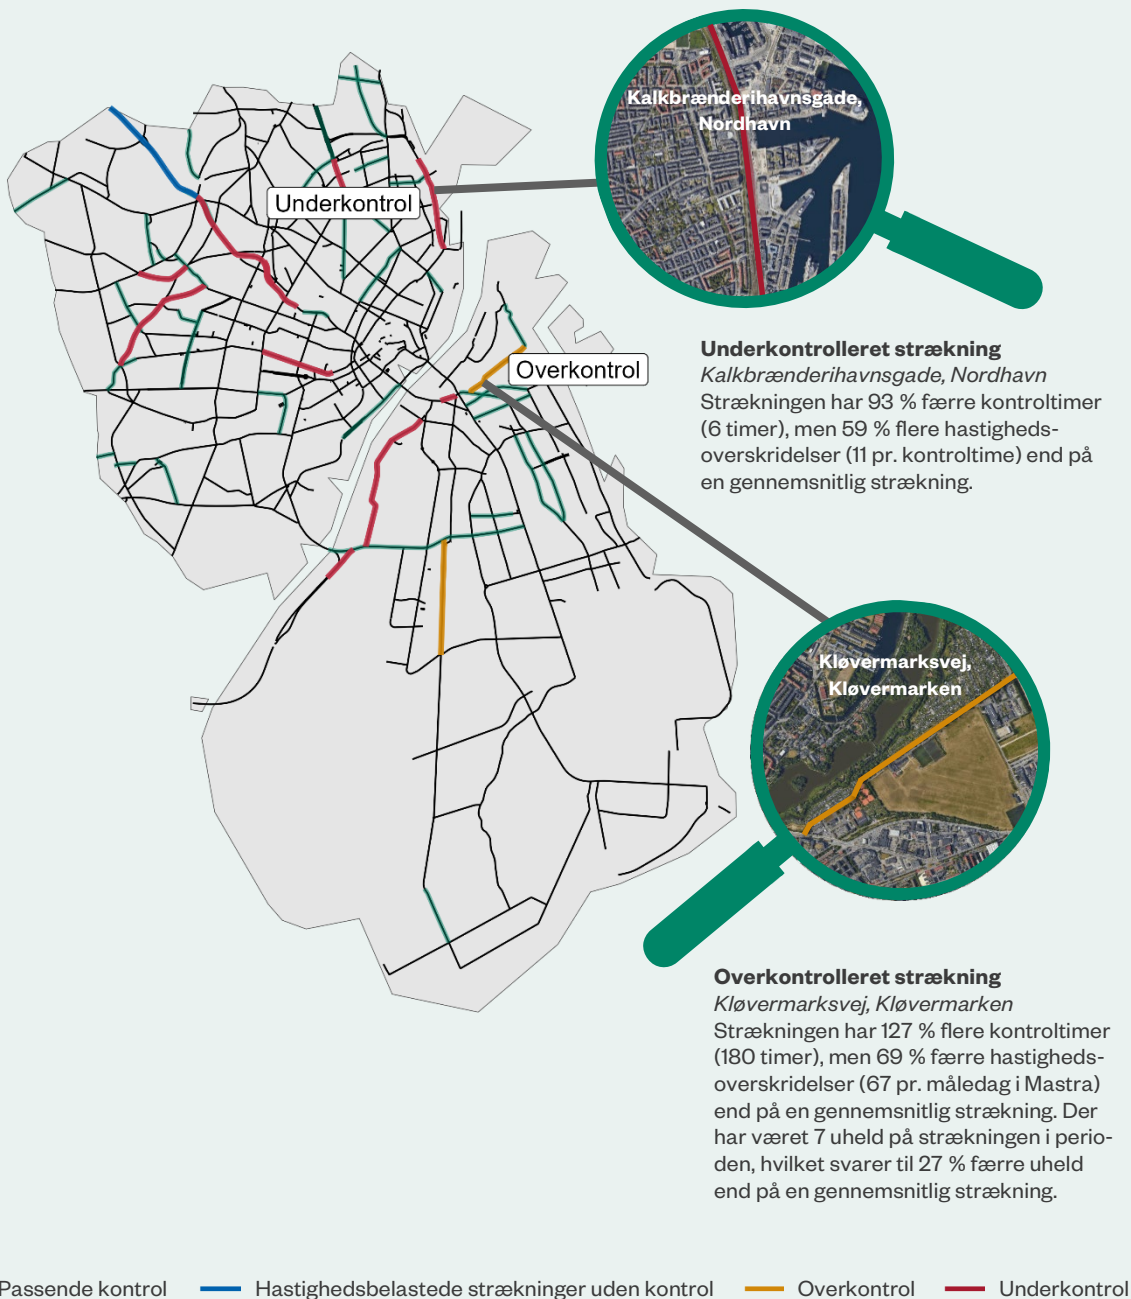 Kalkbrænderihavnsgade,
Nordhavn
Underkontrol
Overkontrol
Underkontrolleret strækning
Kalkbrænderihavnsgade, Nordhavn
Strækningen har 93 % færre kontroltimer
(6 timer), men 59 % flere hastigheds-
overskridelser (11 pr. kontroltime) end på
en gennemsnitlig strækning.
Kløvermarksvej,
Kløvermarken
Overkontrolleret strækning
Kløvermarksvej, Kløvermarken
Strækningen har 127 % flere kontroltimer
(180 timer), men 69 % færre hastigheds-
overskridelser (67 pr. måledag i Mastra)
end på en gennemsnitlig strækning. Der
har været 7 uheld på strækningen i perio-
den, hvilket svarer til 27 % færre uheld
end på en gennemsnitlig strækning.
Passende kontrol Hastighedsbelastede strækninger uden kontrol Overkontrol Underkontrol